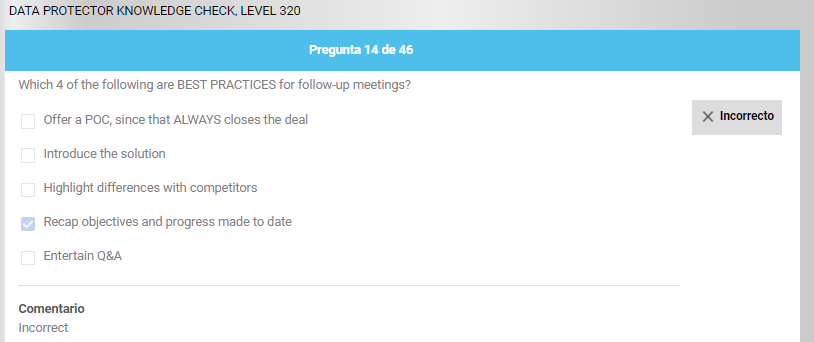 DATA PROTECTOR KNOWLEDGE CHECK, LEVEL 320
Pregunta 14 de 46
Which 4 of the following are BEST PRACTICES for follow-up meetings?
Offer a POC, since that ALWAYS closes the deal
Incorrecto
Introduce the solution
Highlight differences with competitors
Recap objectives and progress made to date
Entertain Q&A
Comentario
Incorrect